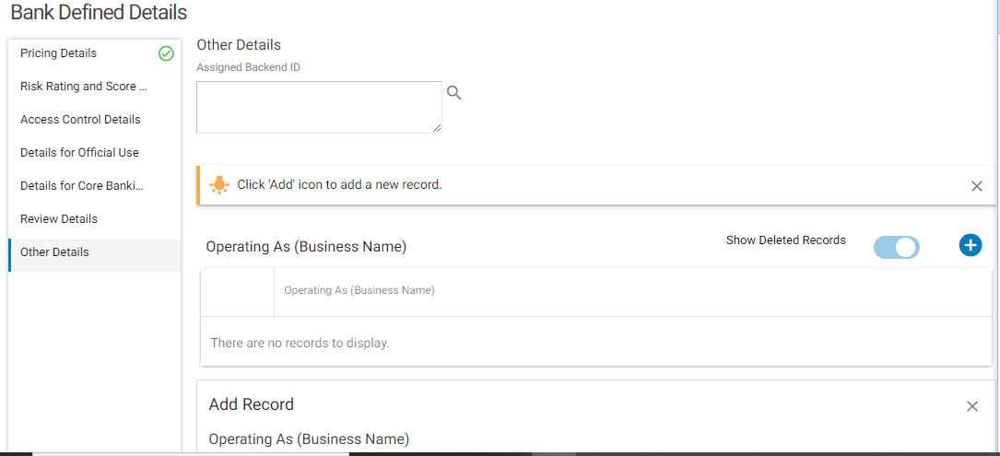 Bank Defined Details
Pricing Details
Risk Rating and Score ...
Access Control Details
Details for Official Use
Details for Core Banki...
Review Details
Other Details
Other Details
Assigned Backend ID
Click 'Add' icon to add a new record.
Operating As (Business Name)
Show Deleted Records
Operating As (Business Name)
There are no records to display.
Add Record
Operating As (Business Name)